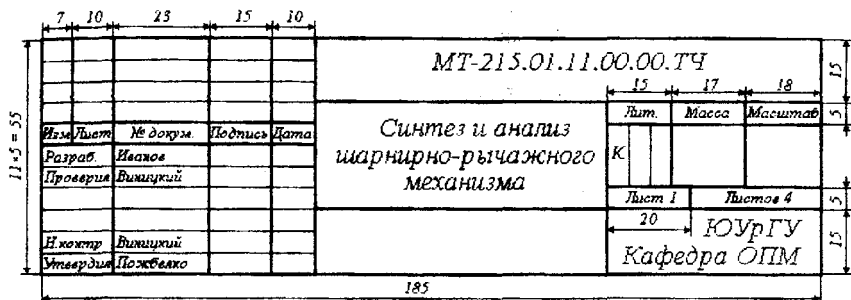 7 10 23 15 10
МТ-215.01.11.00.00.ТЧ
15
15 17 18
Лит. Масса Масштаб
5
11*5 = 55
Изм Лист № докум. Подпись Дата
Синтез и анализ
шарнирно-рычажного
механизма
Разраб. Иванов
К
Проверил Виницкий
Лист 1 Листов 4
5
20
ЮУрГУ
Кафедра ОПМ
15
Н.контр Виницкий
Утвердил Пожбелко
185